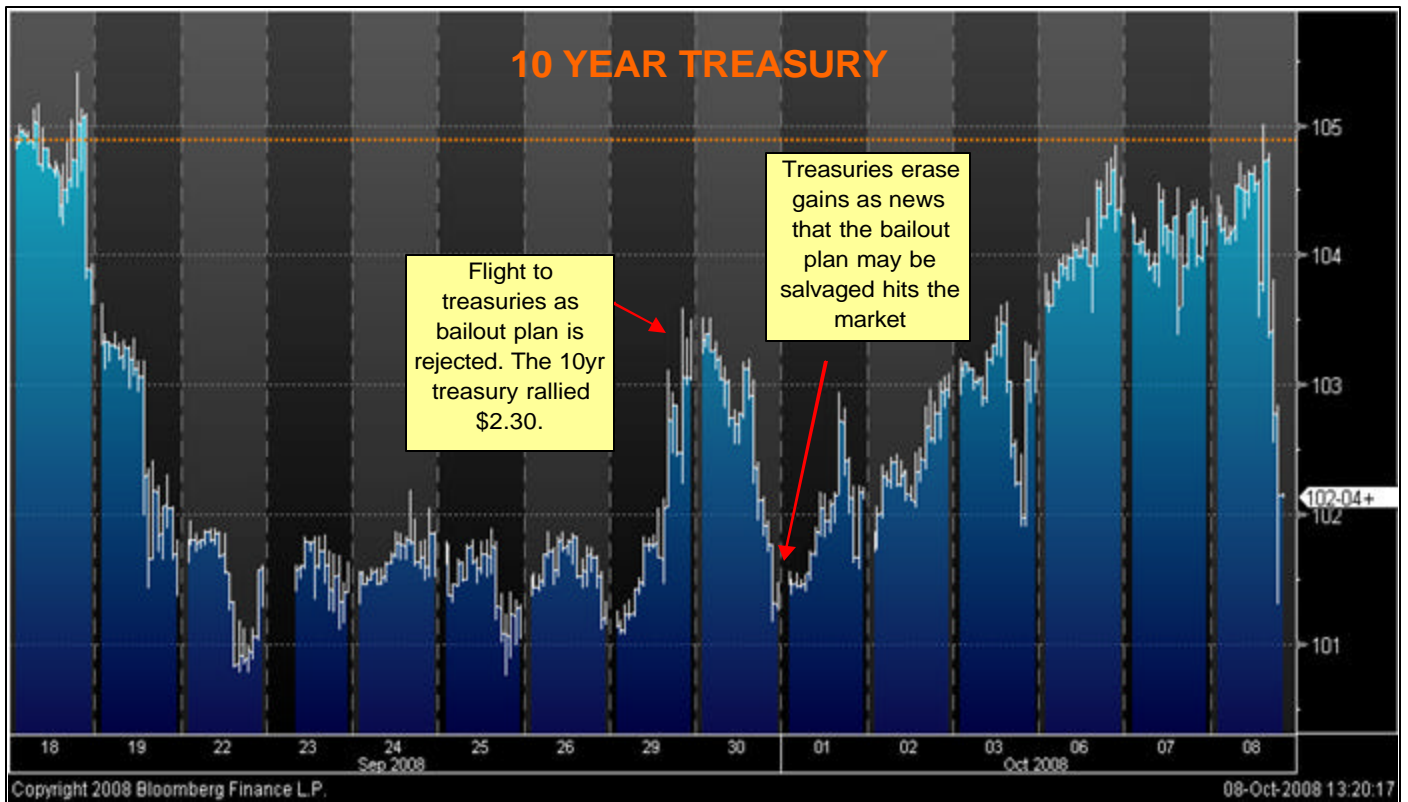 10 YEAR TREASURY
105
Treasuries erase
gains as news
that the bailout
plan may be
salvaged hits the
market
104
Flight to
treasuries as
bailout plan is
rejected. The 10yr
treasury rallied
$2.30.
103
102-04+
102
101
18 19 22 23 24 25 26 29 30 01 02 03 06 07 08
Sep 2008 Oct 2008
Copyright 2008 Bloomberg Finance L.P. 08-Oct-2008 13:20:17